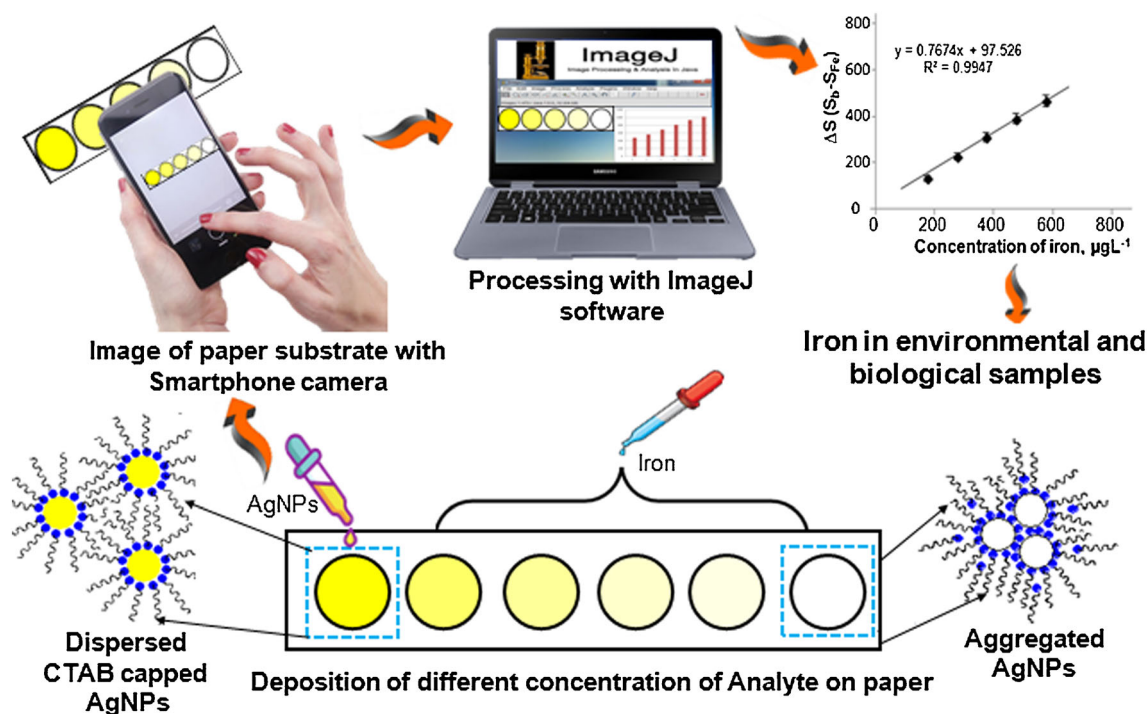 ImageJ
Image Processing & Analysis in Java
SAMSUNG
800
600
400
200
0
ΔS (S_b-S_Fe)
y = 0.7674x + 97.526
R² = 0.9947
0 200 400 600 800
Concentration of iron, µgL⁻¹
Processing with ImageJ
software
Image of paper substrate with
Smartphone camera
Iron in environmental and
biological samples
Iron
AgNPs
Dispersed
CTAB capped
AgNPs
Deposition of different concentration of Analyte on paper
Aggregated
AgNPs